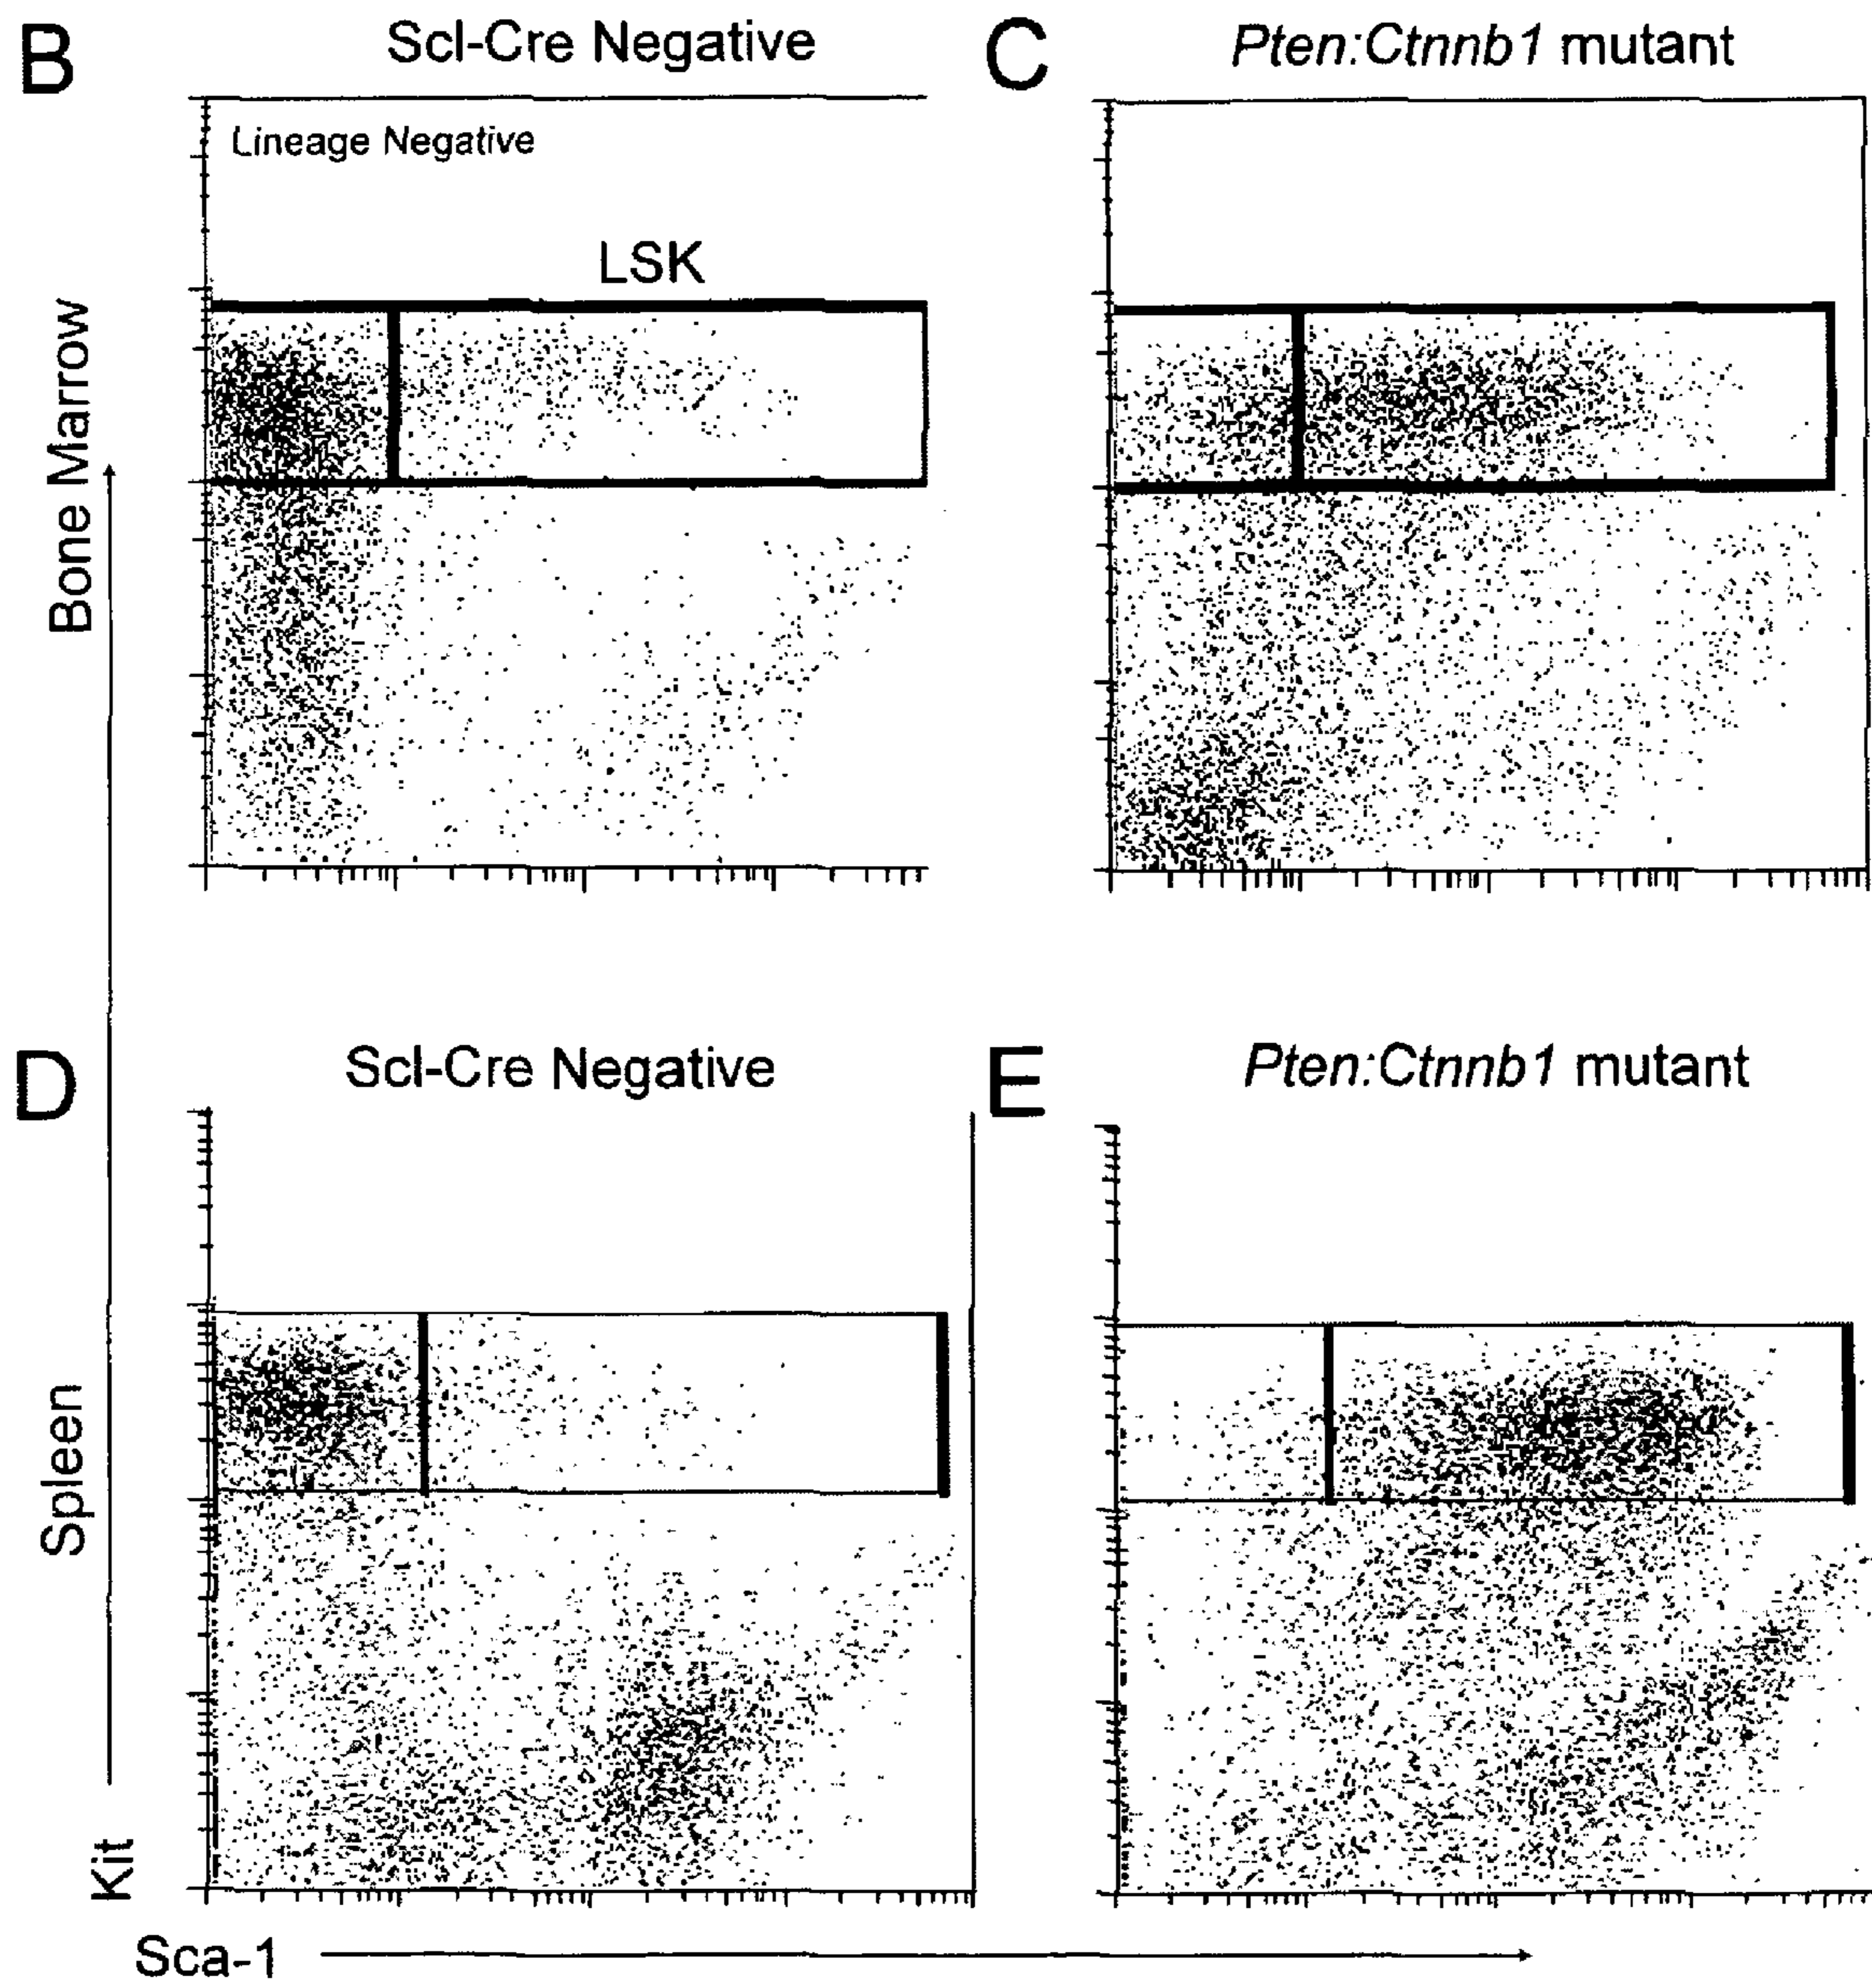 B
Scl-Cre Negative
C
Pten:Ctnnb1 mutant
Lineage Negative
LSK
Bone Marrow
D
Scl-Cre Negative
E
Pten:Ctnnb1 mutant
Spleen
Kit
Sca-1